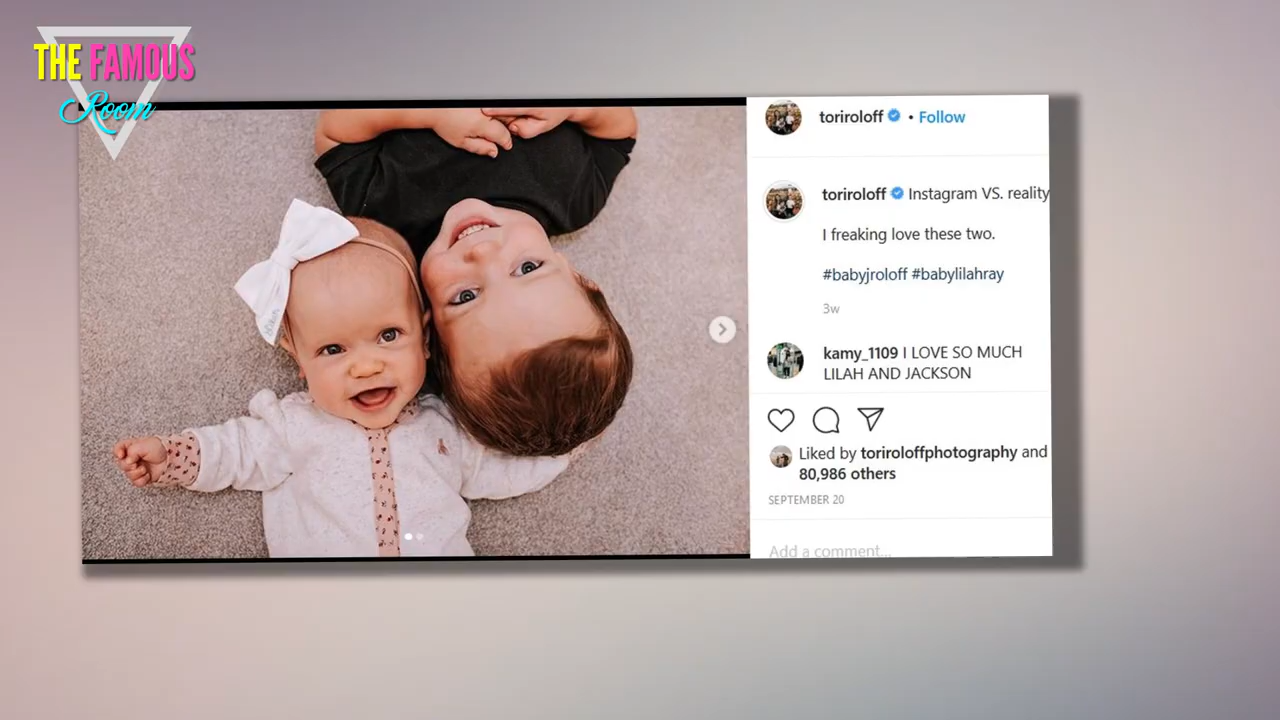 THE FAMOUS
Room
toriroloff • Follow
toriroloff Instagram VS. reality
I freaking love these two.
#babyjroloff #babylilahray
3w
kamy_1109 I LOVE SO MUCH
LILAH AND JACKSON
Liked by toriroloffphotography and
80,986 others
SEPTEMBER 20
Add a comment...